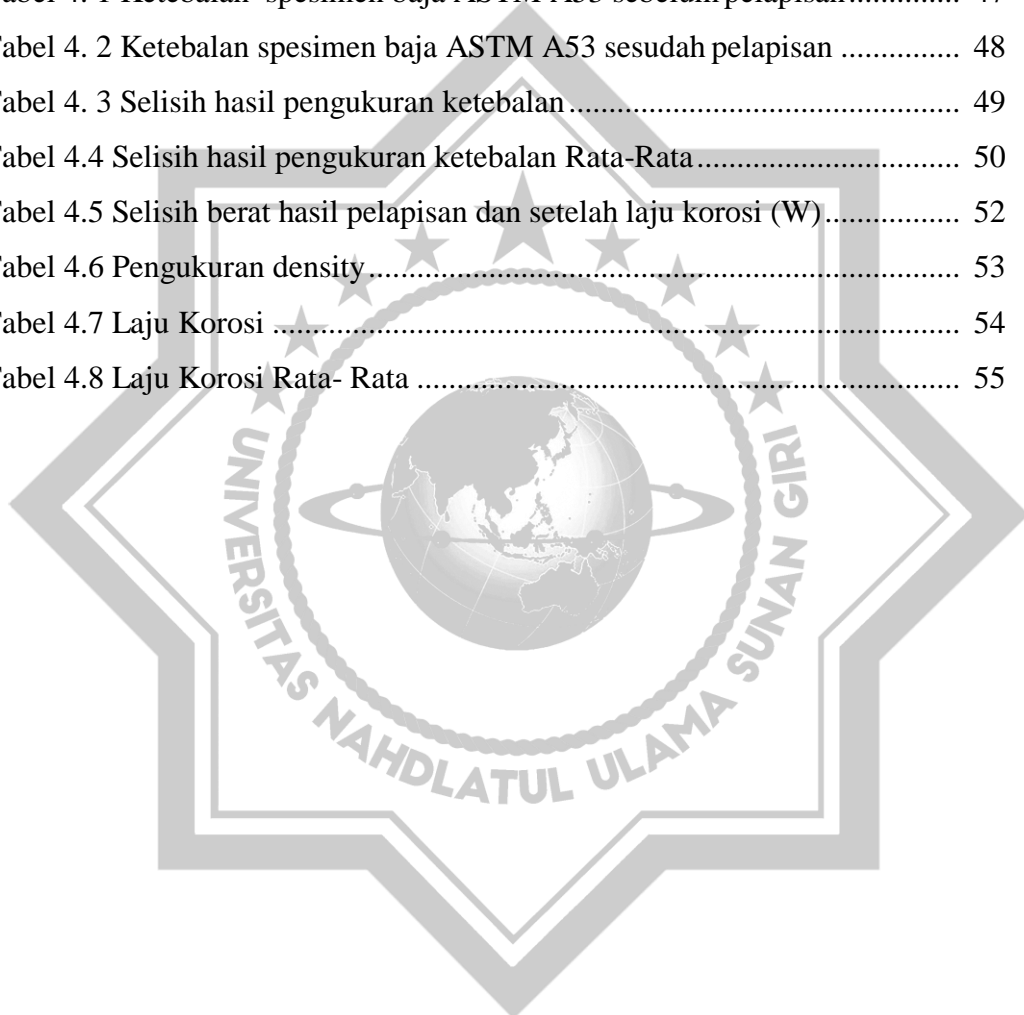 abel 4. 1 Ketebalan spesimen baja ASTM A53 sebelum pelapisan ............. 47
abel 4. 2 Ketebalan spesimen baja ASTM A53 sesudah pelapisan .............. 48
abel 4. 3 Selisih hasil pengukuran ketebalan ................................................. 49
abel 4.4 Selisih hasil pengukuran ketebalan Rata-Rata ................................. 50
abel 4.5 Selisih berat hasil pelapisan dan setelah laju korosi (W) ................. 52
abel 4.6 Pengukuran density ........................................................................... 53
abel 4.7 Laju Korosi ....................................................................................... 54
abel 4.8 Laju Korosi Rata- Rata ..................................................................... 55
UNIVERSITAS NAHDLATUL ULAMA SUNAN GIRI